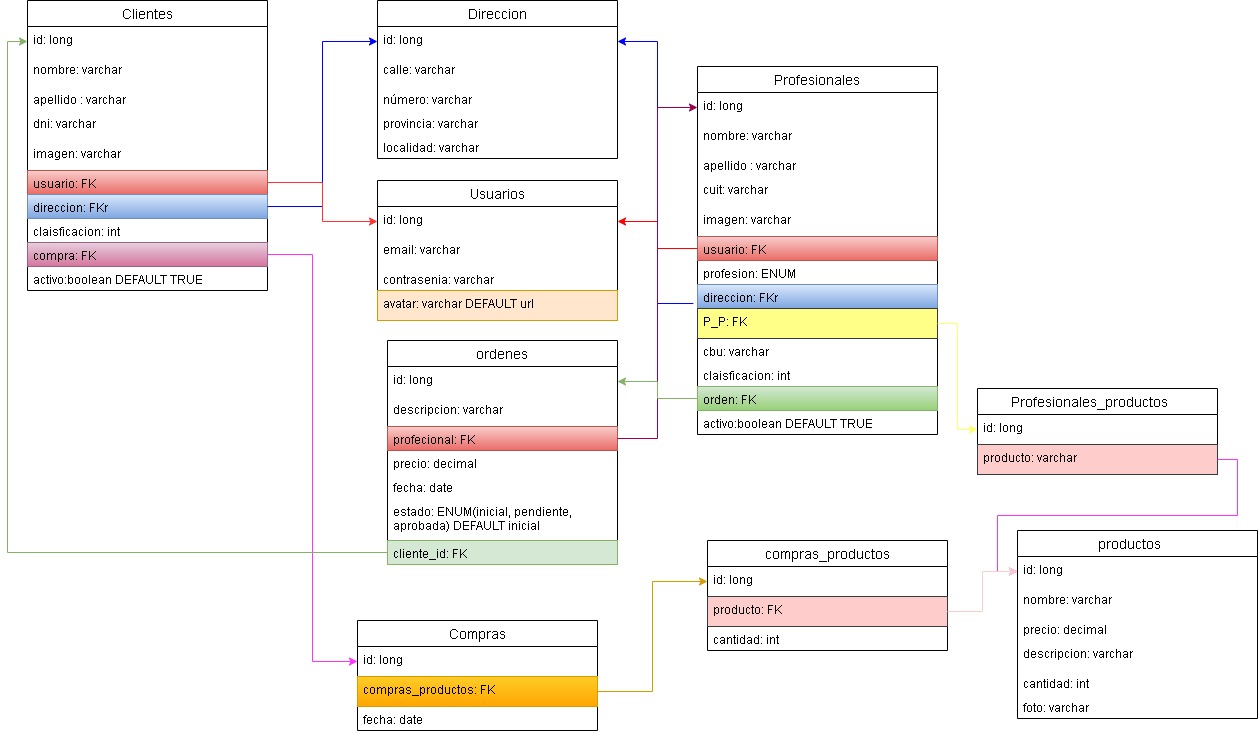 Clientes
id: long
nombre: varchar
apellido : varchar
dni: varchar
imagen: varchar
usuario: FK
direccion: FKr
claisficacion: int
compra: FK
activo:boolean DEFAULT TRUE
Direccion
id: long
calle: varchar
número: varchar
provincia: varchar
localidad: varchar
Usuarios
id: long
email: varchar
contrasenia: varchar
avatar: varchar DEFAULT url
ordenes
id: long
descripcion: varchar
profecional: FK
precio: decimal
fecha: date
estado: ENUM(inicial, pendiente,
aprobada) DEFAULT inicial
cliente_id: FK
Compras
id: long
compras_productos: FK
fecha: date
Profesionales
id: long
nombre: varchar
apellido : varchar
cuit: varchar
imagen: varchar
usuario: FK
profesion: ENUM
direccion: FKr
P_P: FK
cbu: varchar
claisficacion: int
orden: FK
activo:boolean DEFAULT TRUE
compras_productos
id: long
producto: FK
cantidad: int
Profesionales_productos
id: long
producto: varchar
productos
id: long
nombre: varchar
precio: decimal
descripcion: varchar
cantidad: int
foto: varchar